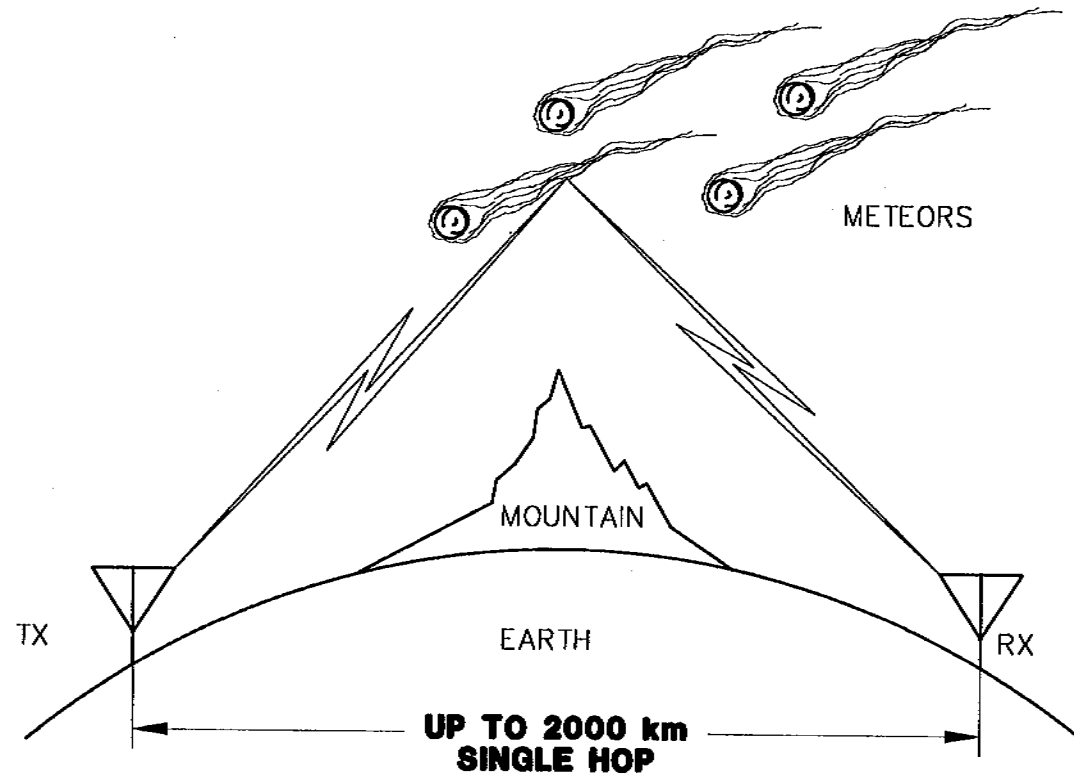 METEORS
MOUNTAIN
TX
EARTH
RX
UP TO 2000 km
SINGLE HOP